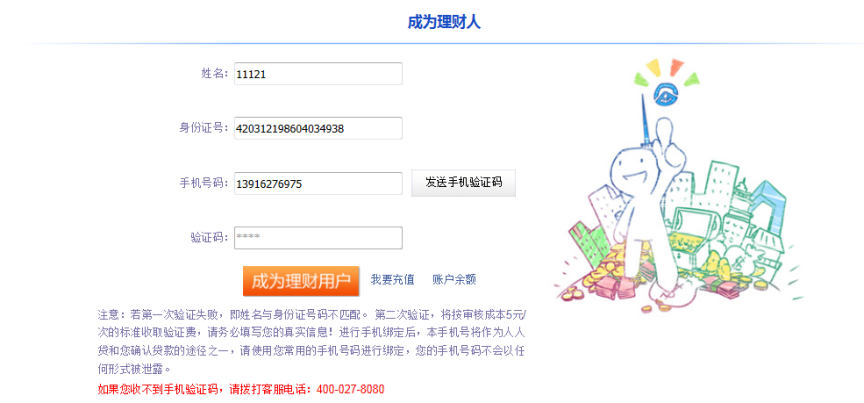 成为理财人
姓名: 11121
身份证号: 420312198604034938
手机号码: 13916276975 发送手机验证码
验证码: ****
成为理财用户 我要充值 账户余额
注意：若第一次验证失败，即姓名与身份证号码不匹配。 第二次验证，将按审核成本5元/
次的标准收取验证费，请务必填写您的真实信息！进行手机绑定后，本手机号将作为人人
贷和您确认贷款的途径之一，请使用您常用的手机号码进行绑定，您的手机号码不会以任
何形式被泄露。
如果您收不到手机验证码，请拨打客服电话：400-027-8080